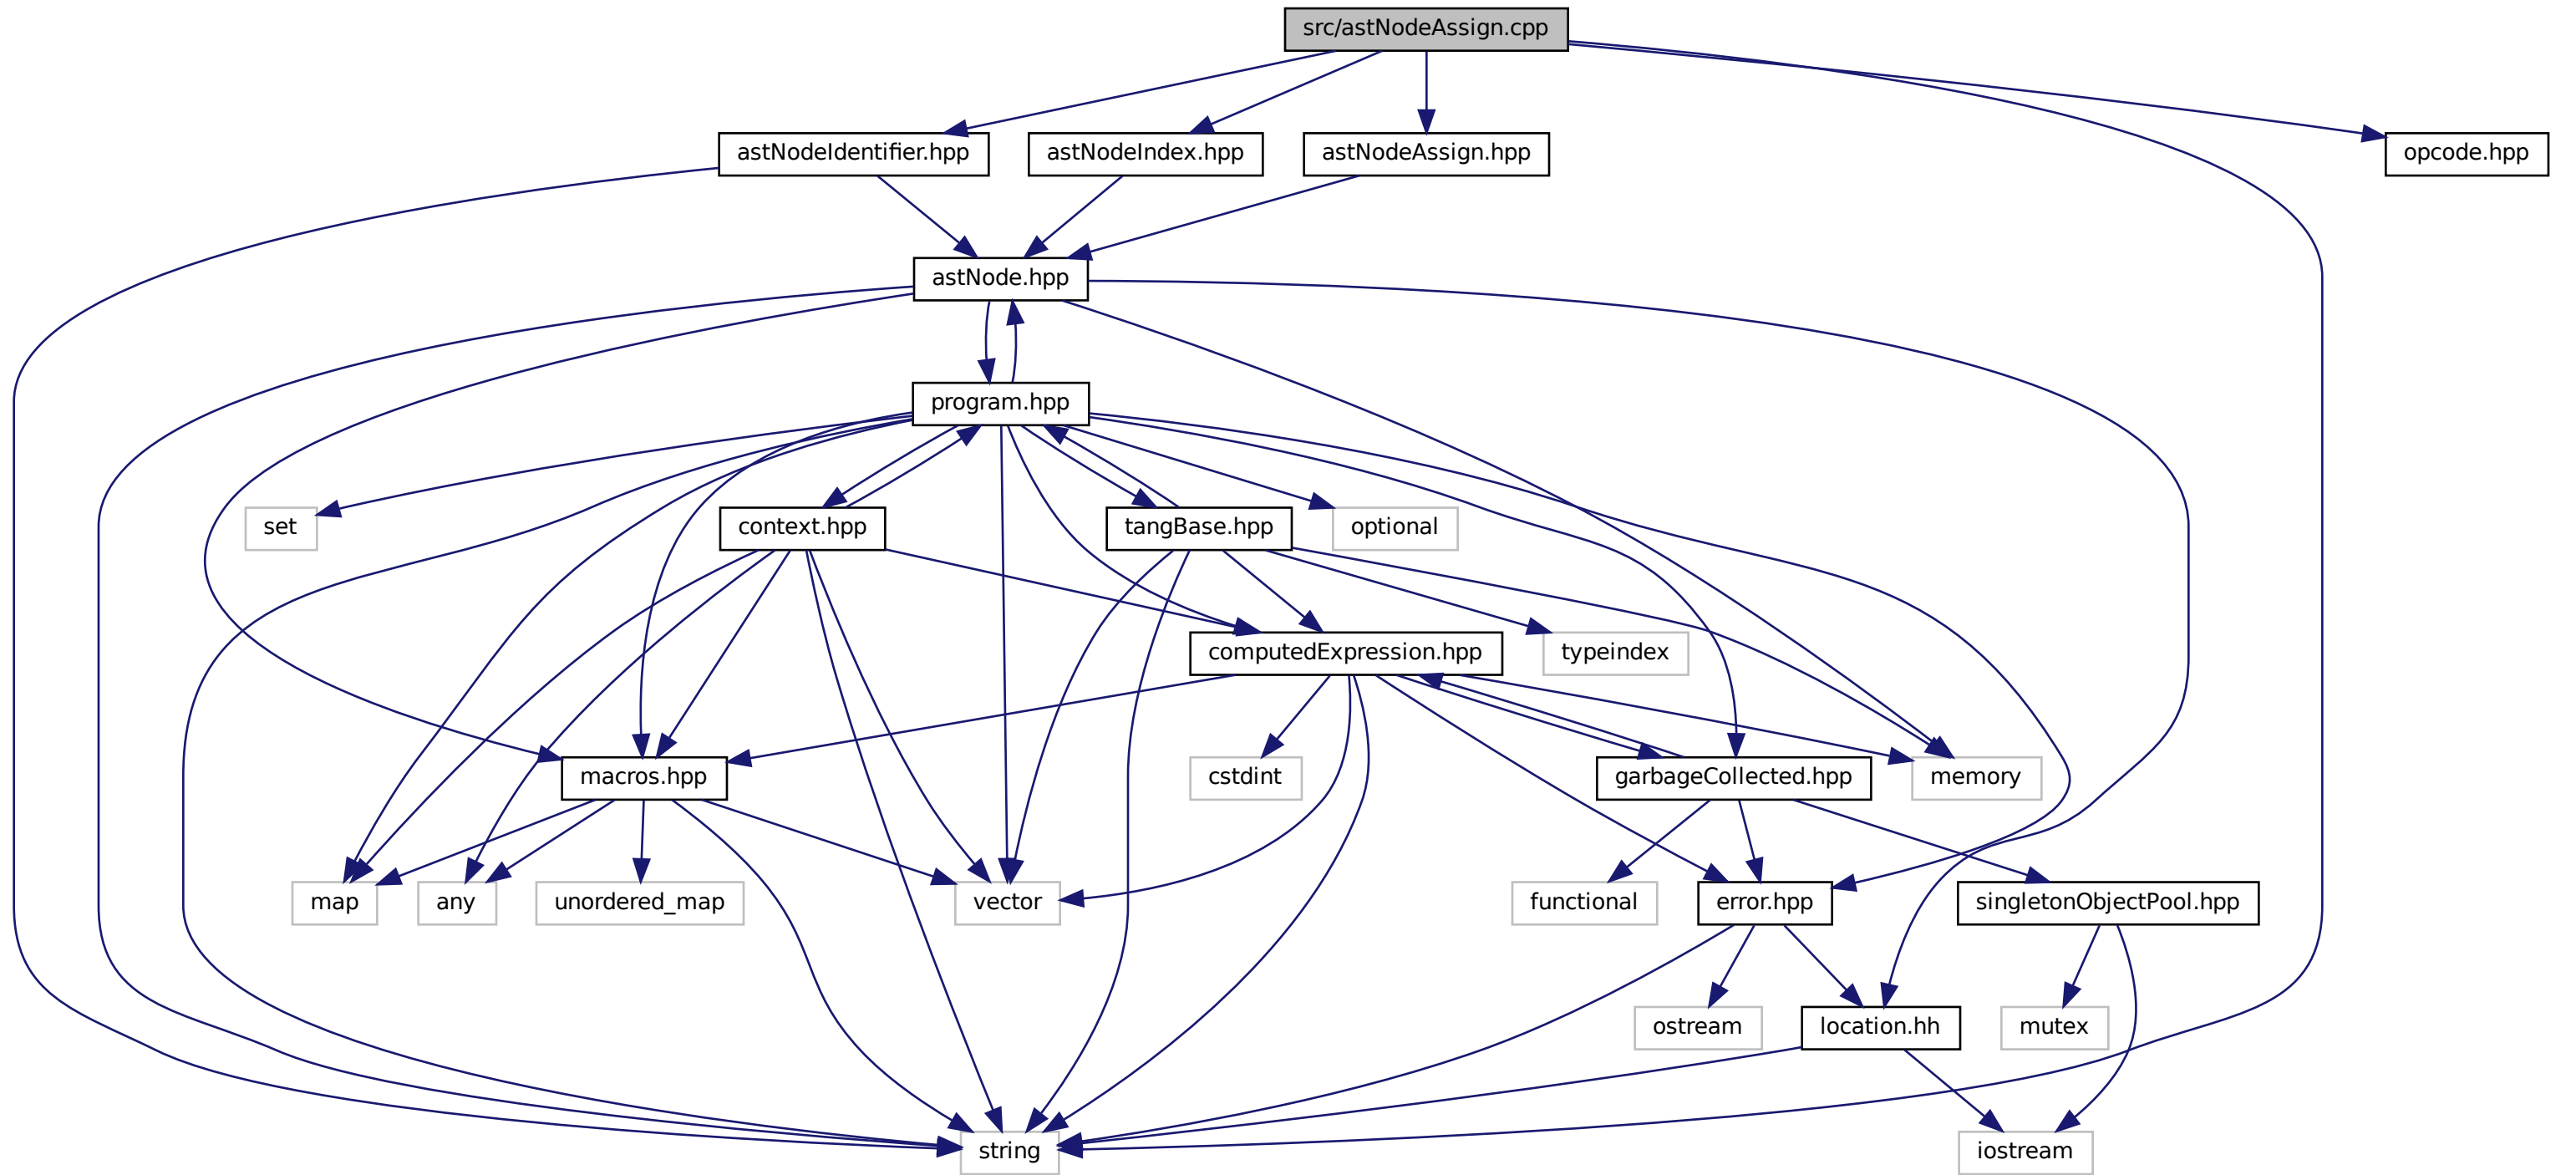 src/astNodeAssign.cpp
astNodeIdentifier.hpp
astNodeIndex.hpp
astNodeAssign.hpp
opcode.hpp
astNode.hpp
program.hpp
set
context.hpp
tangBase.hpp
optional
computedExpression.hpp
typeindex
macros.hpp
cstdint
garbageCollected.hpp
memory
map
any
unordered_map
vector
functional
error.hpp
singletonObjectPool.hpp
ostream
location.hh
mutex
string
iostream